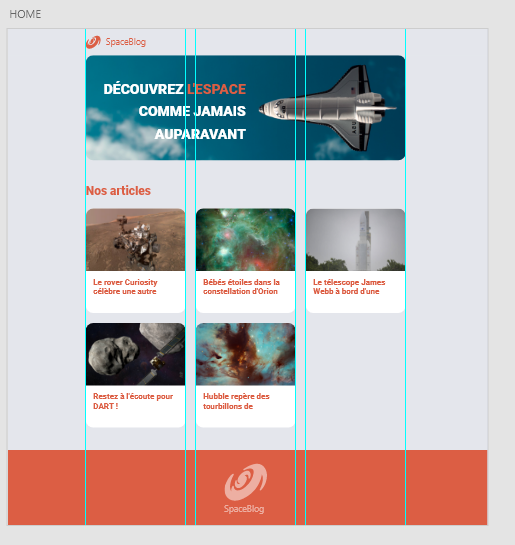 HOME
SpaceBlog
DÉCOUVREZ L'ESPACE
COMME JAMAIS
AUPARAVANT
Nos articles
Le rover Curiosity
célèbre une autre
Bébés étoiles dans la
constellation d'Orion
Le télescope James
Webb à bord d'une
Restez à l'écoute pour
DART !
Hubble repère des
tourbillons de
SpaceBlog